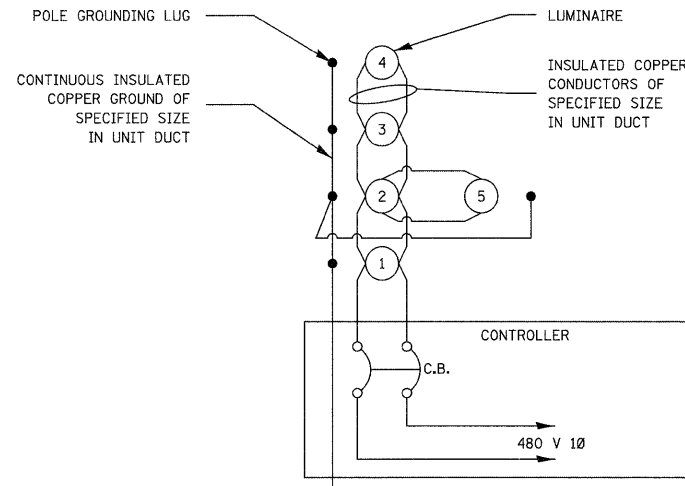 POLE GROUNDING LUG
LUMINAIRE
CONTINUOUS INSULATED
COPPER GROUND OF
SPECIFIED SIZE
IN UNIT DUCT
INSULATED COPPER
CONDUCTORS OF
SPECIFIED SIZE
IN UNIT DUCT
4
3
2
5
1
CONTROLLER
C.B.
480 V 1Ø